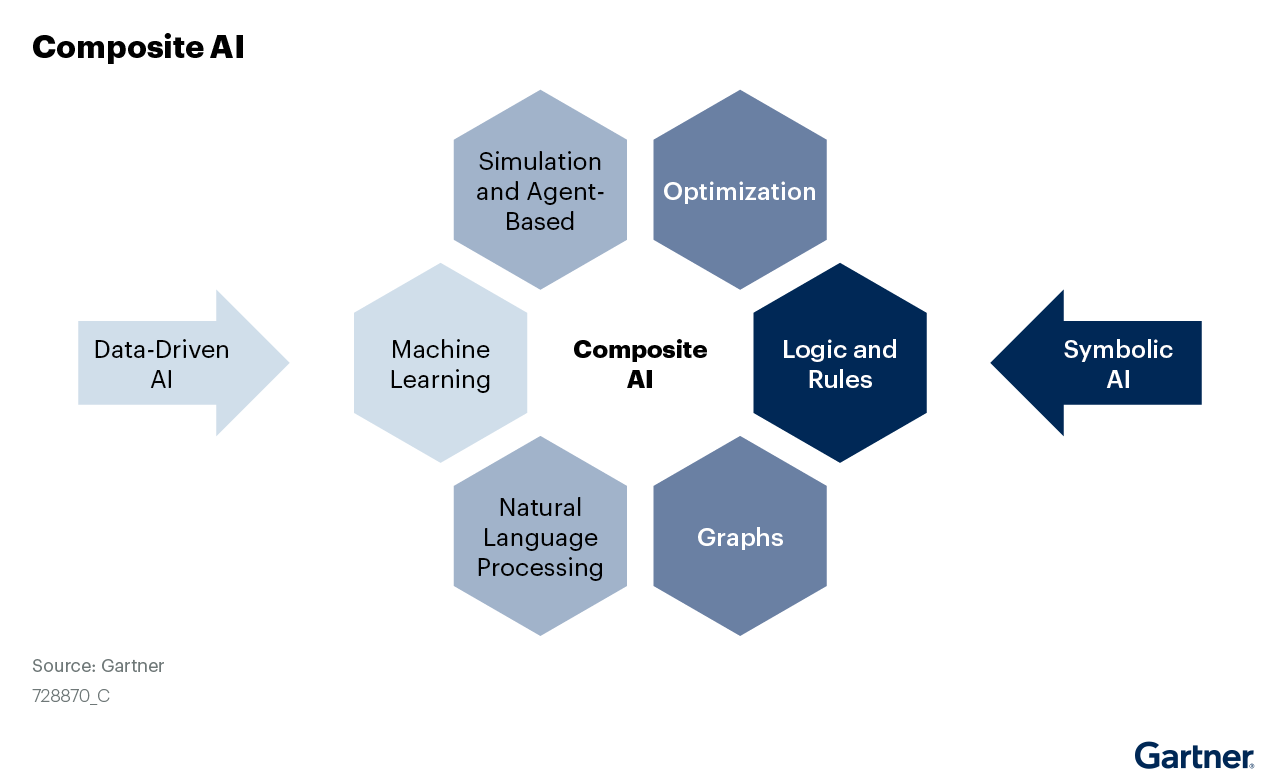 Composite AI
Simulation
and Agent-
Based
Optimization
Data-Driven
AI
Machine
Learning
Composite
AI
Logic and
Rules
Symbolic
AI
Natural
Language
Processing
Graphs
Source: Gartner
728870_C
Gartner®